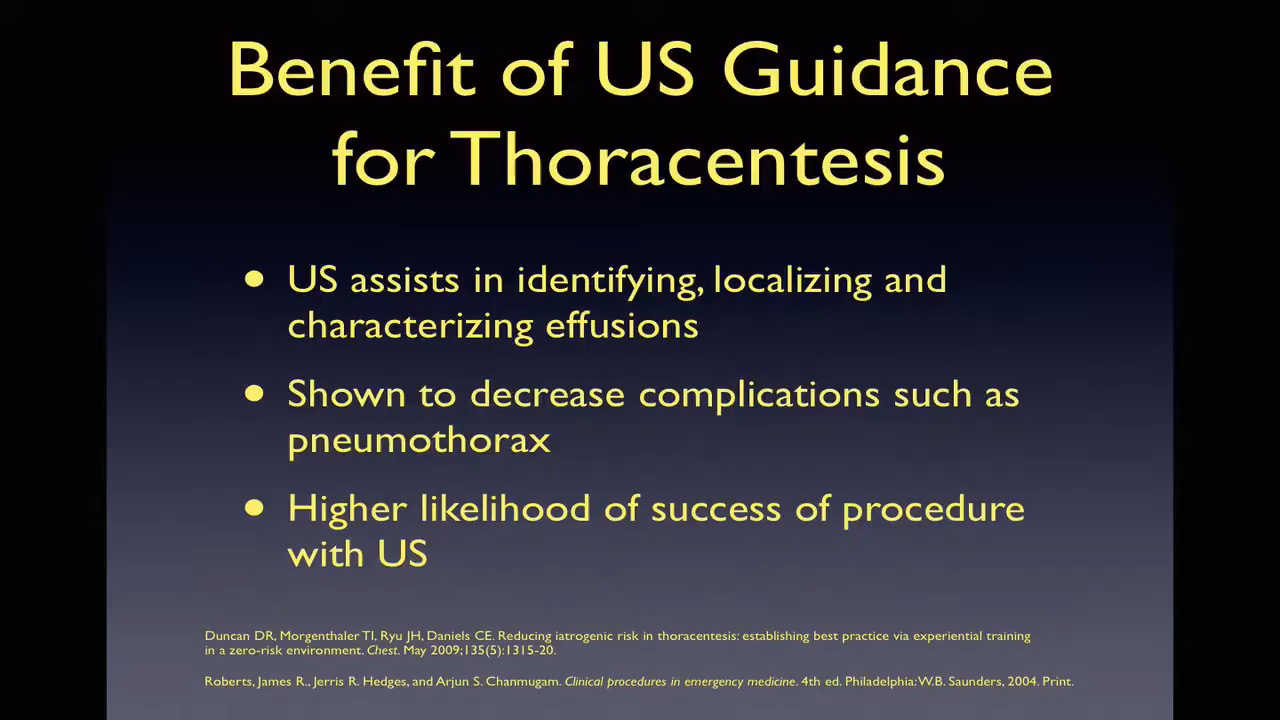 Benefit of US Guidance
for Thoracentesis
• US assists in identifying, localizing and
characterizing effusions
• Shown to decrease complications such as
pneumothorax
• Higher likelihood of success of procedure
with US
Duncan DR, Morgenthaler TI, Ryu JH, Daniels CE. Reducing iatrogenic risk in thoracentesis: establishing best practice via experiential training
in a zero-risk environment. Chest. May 2009;135(5):1315-20.
Roberts, James R., Jerris R. Hedges, and Arjun S. Chanmugam. Clinical procedures in emergency medicine. 4th ed. Philadelphia: W.B. Saunders, 2004. Print.